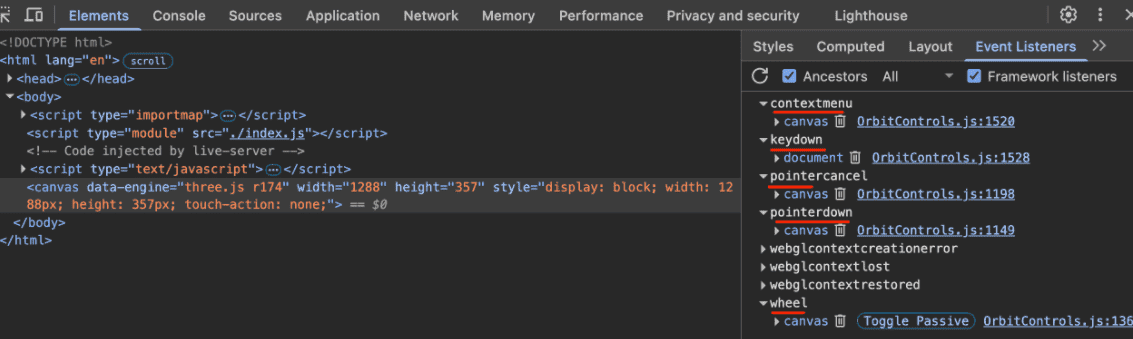 Elements Console Sources Application Network Memory Performance Privacy and security Lighthouse
<!DOCTYPE html>
<html lang="en"> scroll
<head> ⋯ </head>
<body>
<script type="importmap"> ⋯ </script>
<script type="module" src="./index.js"></script>
<!-- Code injected by live-server -->
<script type="text/javascript"> ⋯ </script>
<canvas data-engine="three.js r174" width="1288" height="357" style="display: block; width: 12
88px; height: 357px; touch-action: none;"> == $0
</body>
</html>
Styles Computed Layout Event Listeners
Ancestors All Framework listeners
contextmenu
canvas OrbitControls.js:1520
keydown
document OrbitControls.js:1528
pointercancel
canvas OrbitControls.js:1198
pointerdown
canvas OrbitControls.js:1149
webglcontextcreationerror
webglcontextlost
webglcontextrestored
wheel
canvas Toggle Passive OrbitControls.js:136